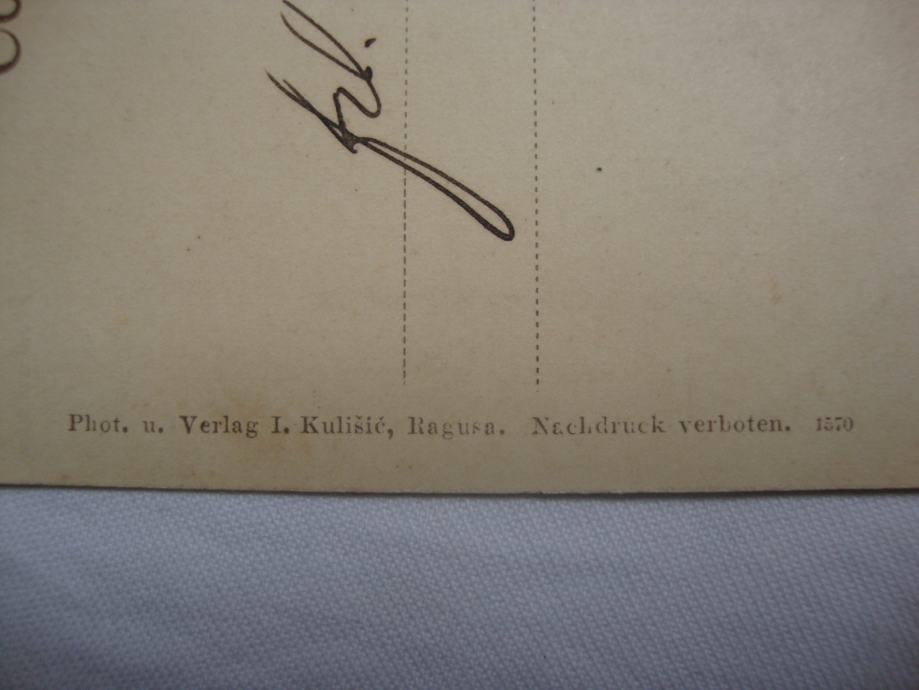 Phot. u. Verlag I. Kulišić, Ragusa. Nachdruck verboten. 1570